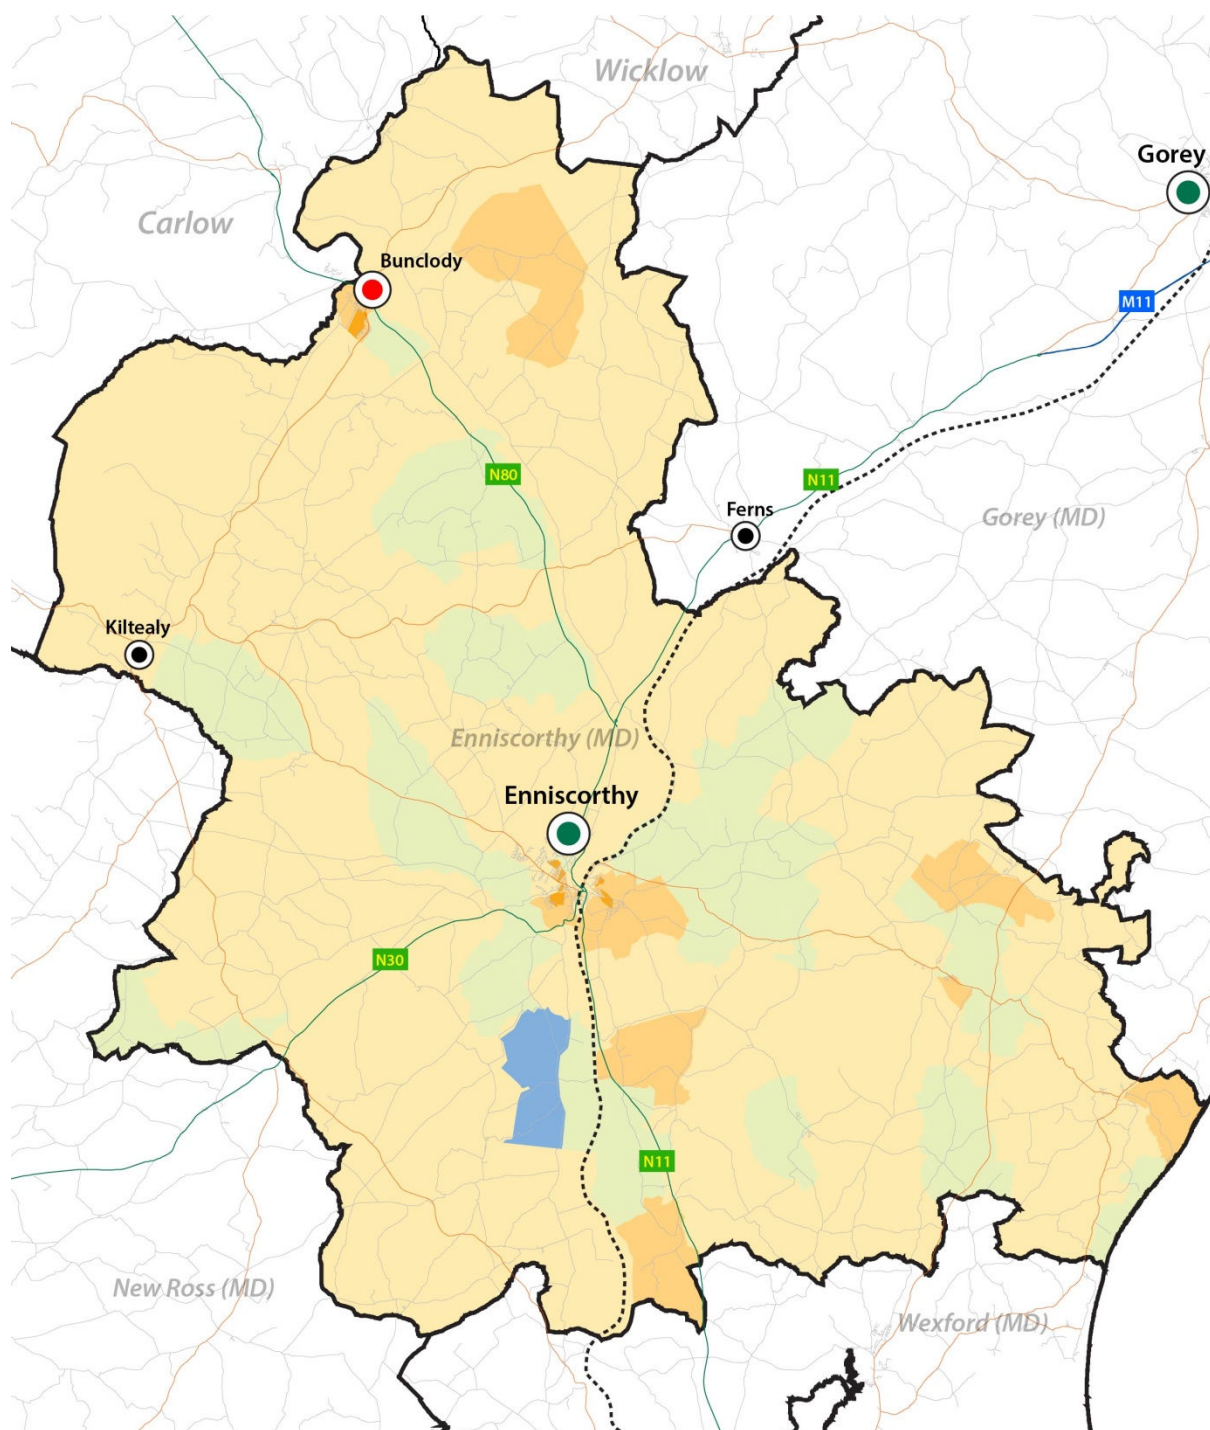 Wicklow
Gorey
Carlow
Bunclody
M11
N80
N11
Ferns
Gorey (MD)
Kiltealy
Enniscorthy (MD)
Enniscorthy
N30
N11
New Ross (MD)
Wexford (MD)